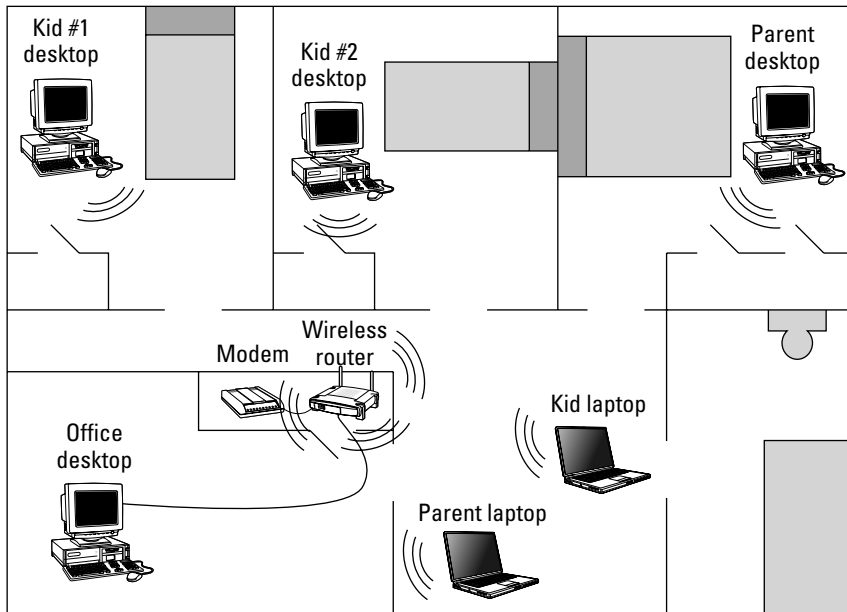 Kid #1
desktop
Kid #2
desktop
Parent
desktop
Wireless
router
Modem
Kid laptop
Office
desktop
Parent laptop